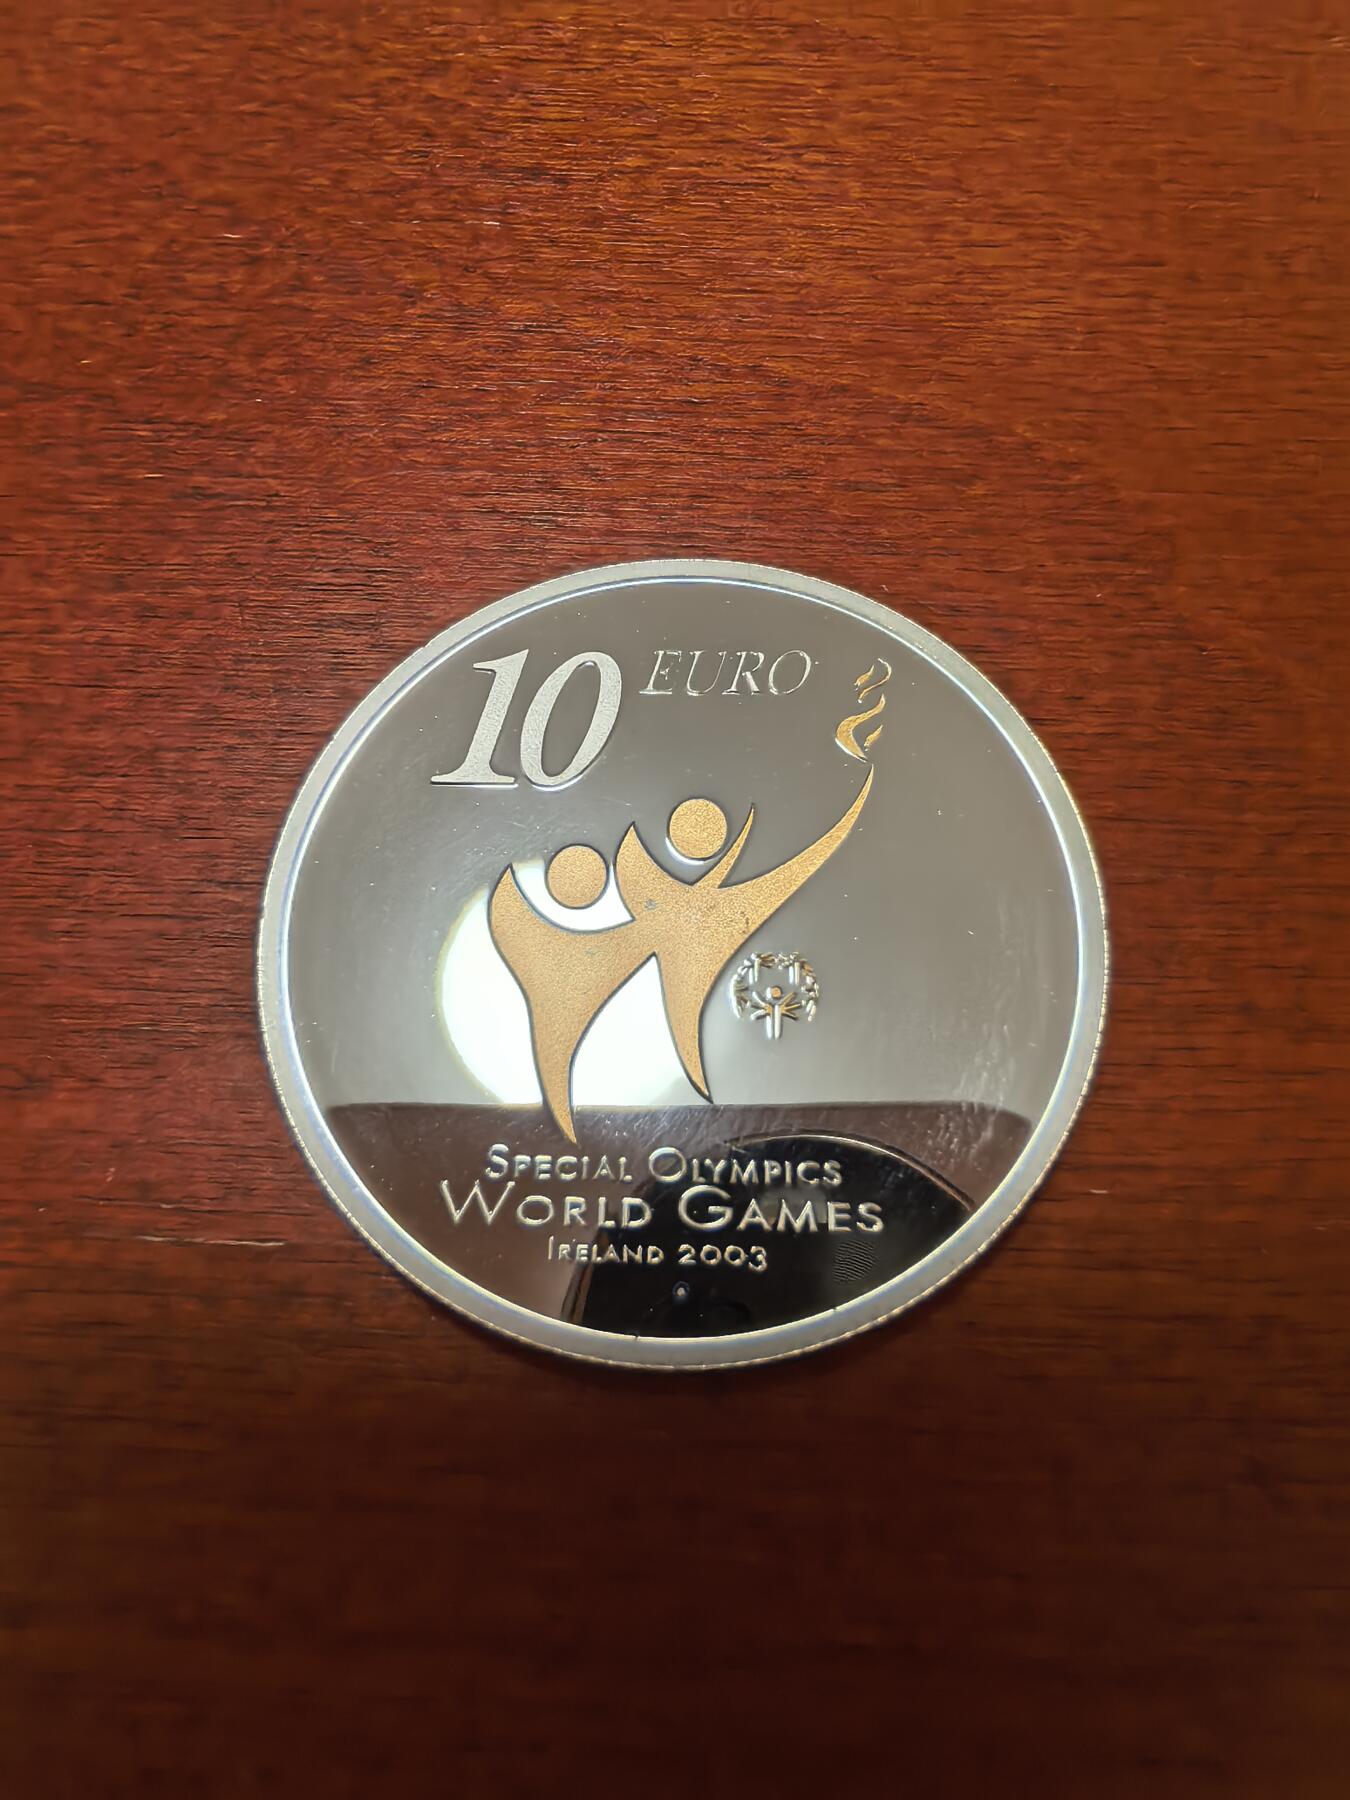 10 EURO
SPECIAL OLYMPICS
WORLD GAMES
IRELAND 2003